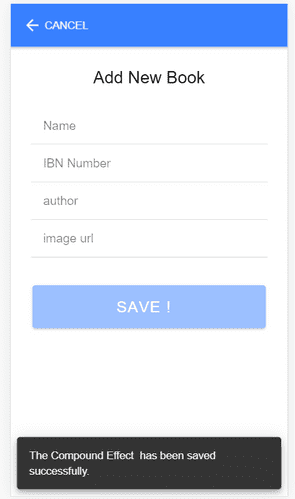 CANCEL
Add New Book
Name
IBN Number
author
image url
SAVE !
The Compound Effect  has been saved
successfully.